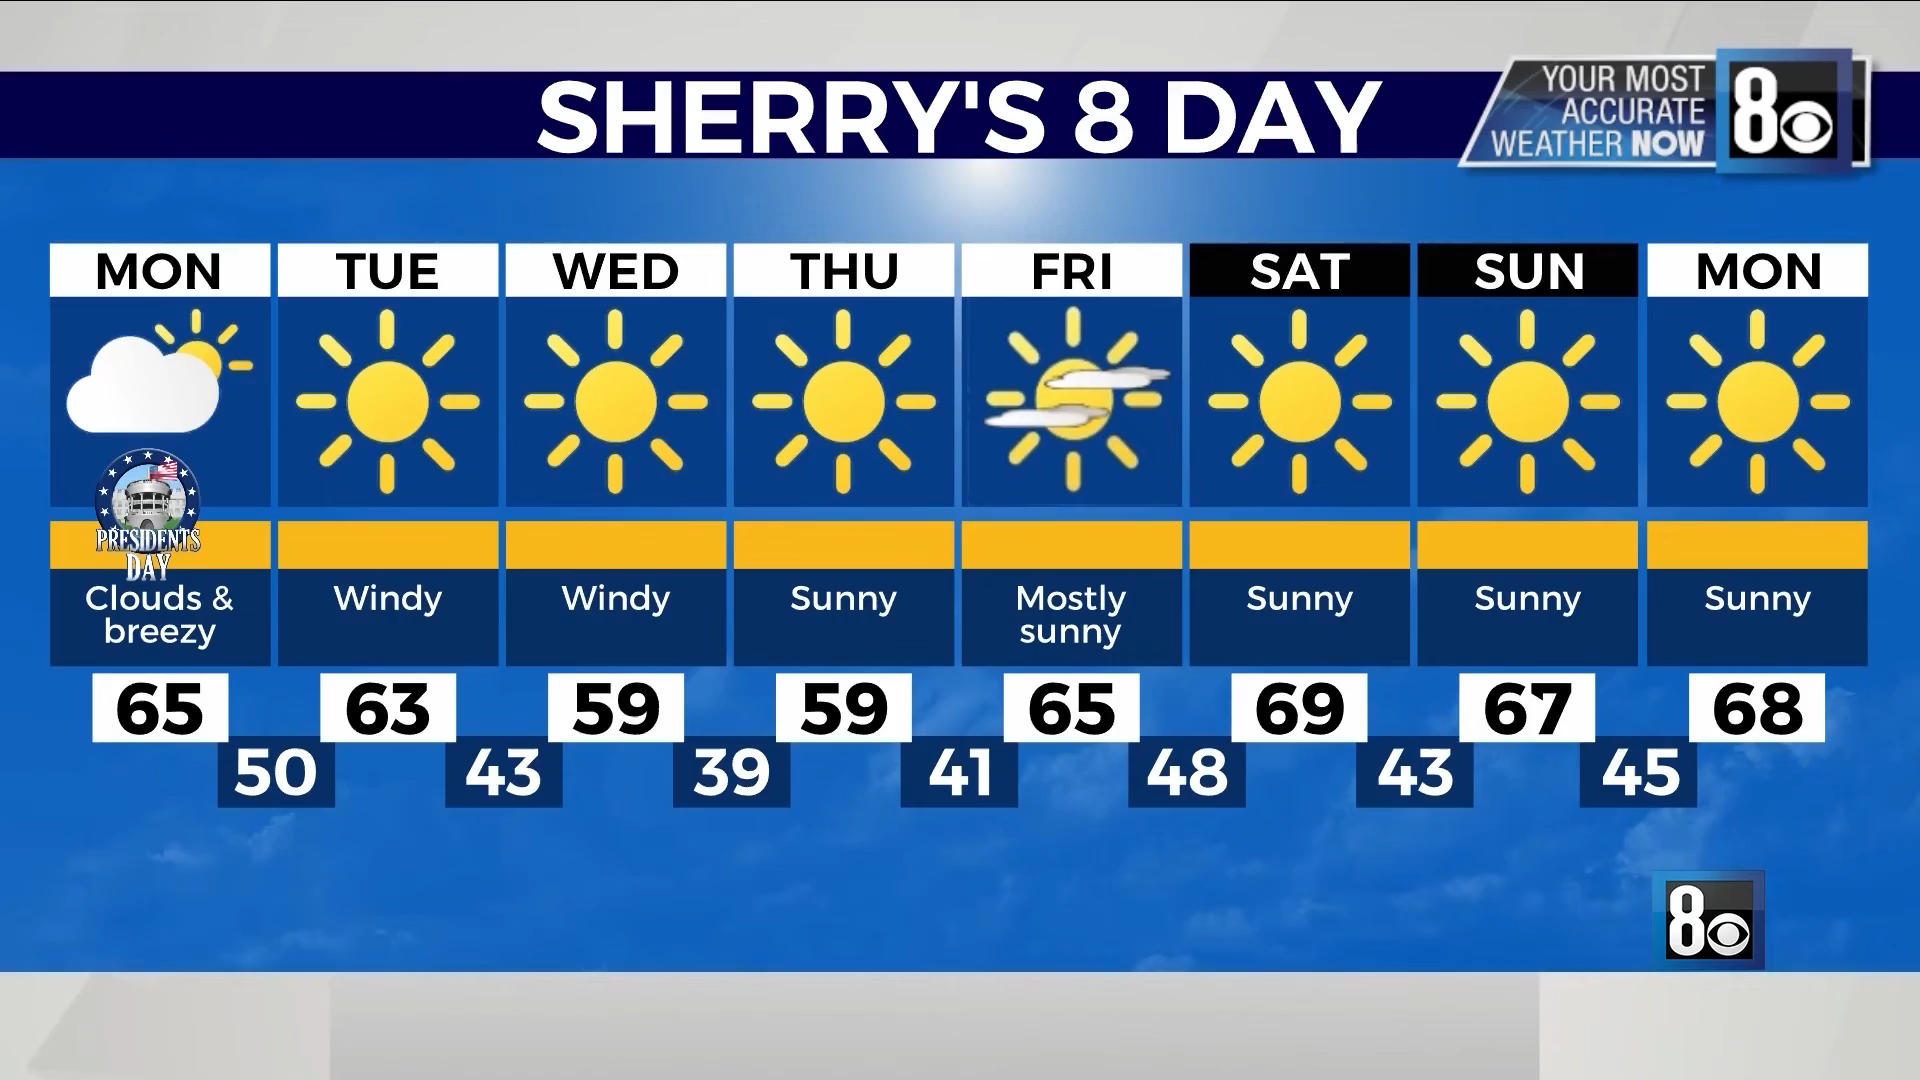 SHERRY'S 8 DAY
YOUR MOST
ACCURATE
WEATHER NOW
8
MON TUE WED THU FRI SAT SUN MON
PRESIDENTS
DAY
Clouds &
breezy
Windy
Windy
Sunny
Mostly
sunny
Sunny
Sunny
Sunny
65 63 59 59 65 69 67 68
50 43 39 41 48 43 45
8